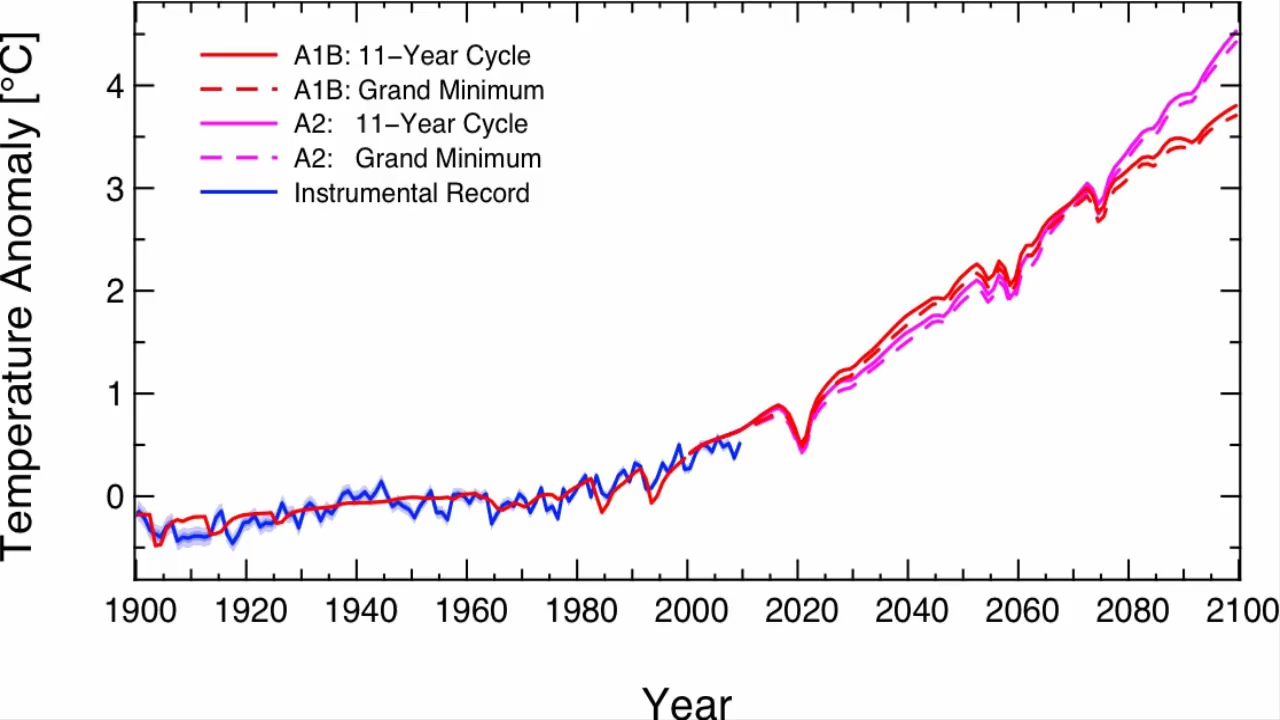 Temperature Anomaly [°C]
A1B: 11−Year Cycle
A1B: Grand Minimum
A2: 11−Year Cycle
A2: Grand Minimum
Instrumental Record
4
3
2
1
0
1900 1920 1940 1960 1980 2000 2020 2040 2060 2080 2100
Year